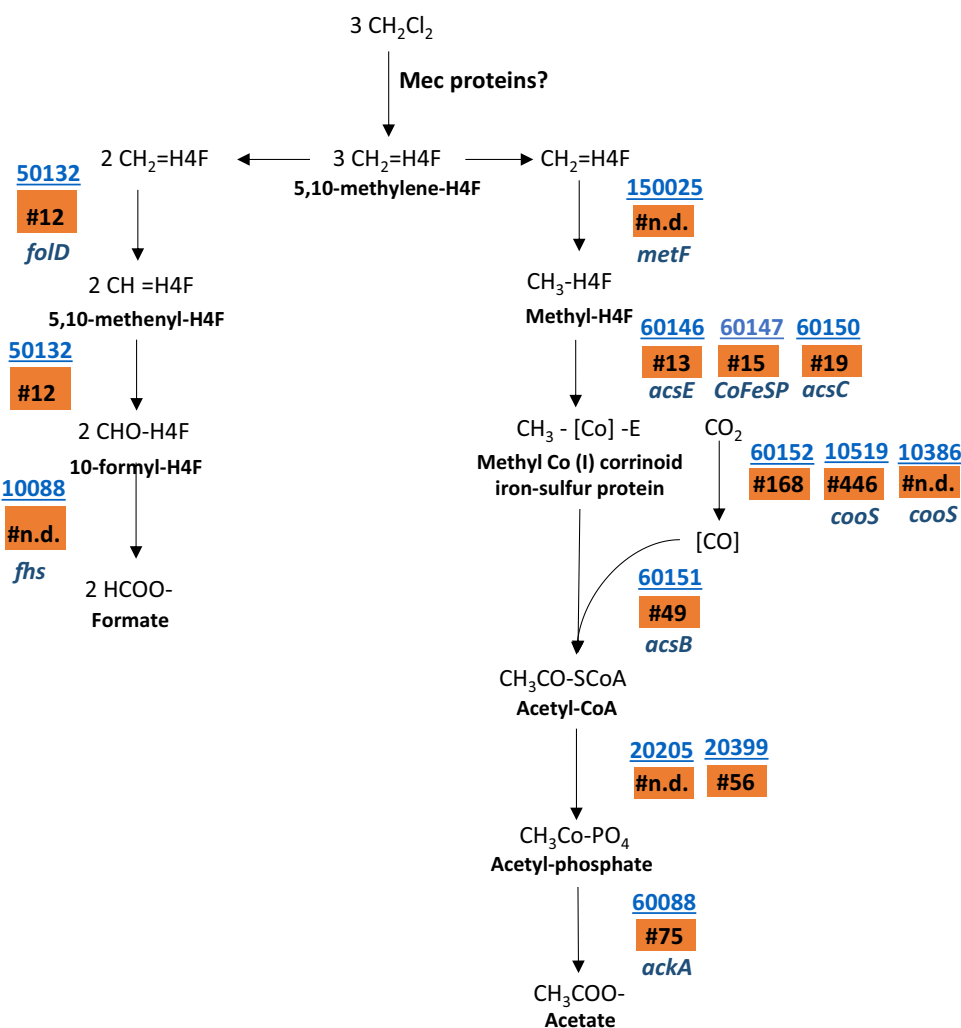 3 CH₂Cl₂
Mec proteins?
2 CH₂=H4F
3 CH₂=H4F
CH₂=H4F
5,10-methylene-H4F
50132
#12
folD
150025
#n.d.
metF
2 CH =H4F
5,10-methenyl-H4F
CH₃-H4F
Methyl-H4F
50132
#12
60146 60147 60150
#13 #15 #19
acsE CoFeSP acsC
2 CHO-H4F
10-formyl-H4F
CH₃ - [Co] -E
Methyl Co (I) corrinoid
iron-sulfur protein
CO₂
60152 10519 10386
#168 #446 #n.d.
cooS cooS
10088
#n.d.
fhs
[CO]
2 HCOO-
Formate
60151
#49
acsB
CH₃CO-SCoA
Acetyl-CoA
20205 20399
#n.d. #56
CH₃Co-PO₄
Acetyl-phosphate
60088
#75
ackA
CH₃COO-
Acetate